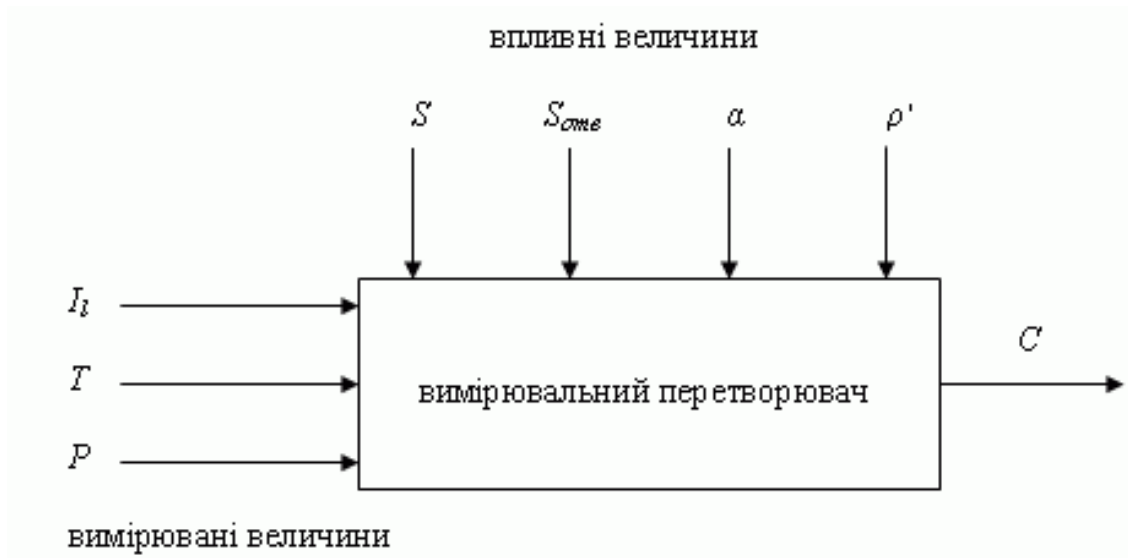 впливні величини
S S_отв α ρ'
I_l
C
T
вимірювальний перетворювач
P
вимірювані величини